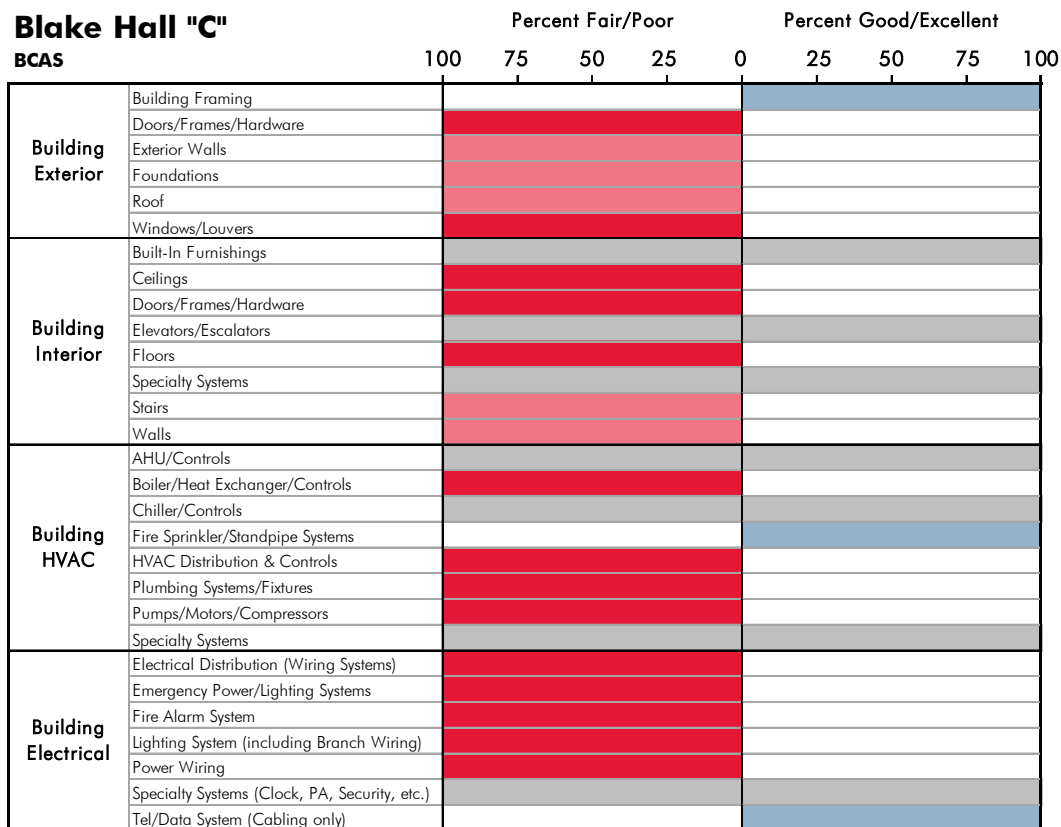 Blake Hall "C"
Percent Fair/Poor
Percent Good/Excellent
BCAS
100 75 50 25 0 25 50 75 100
Building Exterior
Building Framing
Doors/Frames/Hardware
Exterior Walls
Foundations
Roof
Windows/Louvers
Building Interior
Built-In Furnishings
Ceilings
Doors/Frames/Hardware
Elevators/Escalators
Floors
Specialty Systems
Stairs
Walls
Building HVAC
AHU/Controls
Boiler/Heat Exchanger/Controls
Chiller/Controls
Fire Sprinkler/Standpipe Systems
HVAC Distribution & Controls
Plumbing Systems/Fixtures
Pumps/Motors/Compressors
Specialty Systems
Building Electrical
Electrical Distribution (Wiring Systems)
Emergency Power/Lighting Systems
Fire Alarm System
Lighting System (including Branch Wiring)
Power Wiring
Specialty Systems (Clock, PA, Security, etc.)
Tel/Data System (Cabling only)